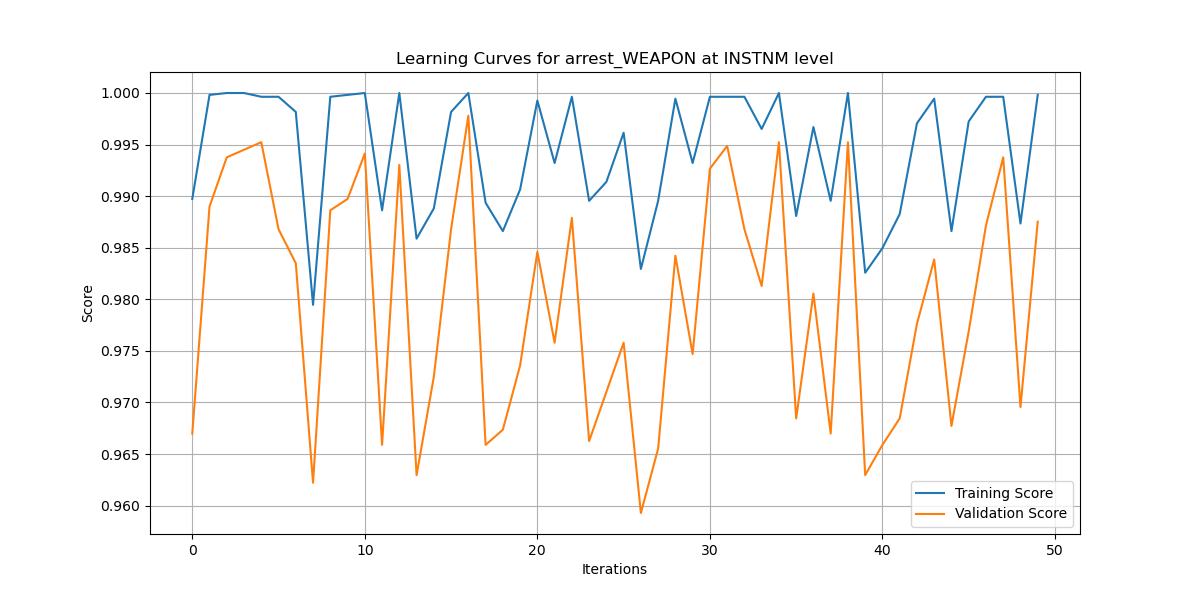 Learning Curves for arrest_WEAPON at INSTNM level
1.000
0.995
0.990
0.985
0.980
0.975
0.970
0.965
0.960
Score
0 10 20 30 40 50
Iterations
Training Score
Validation Score